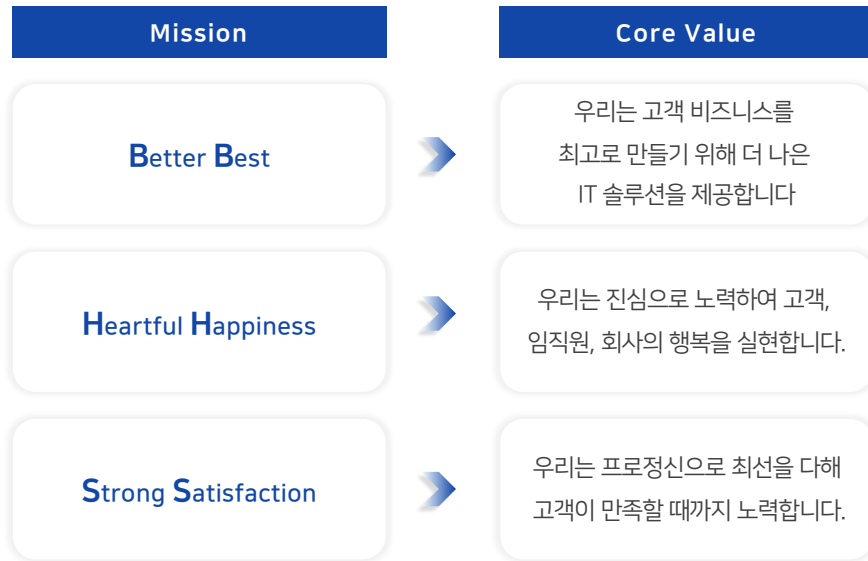 Mission
Core Value
Better Best
우리는 고객 비즈니스를
최고로 만들기 위해 더 나은
IT 솔루션을 제공합니다
Heartful Happiness
우리는 진심으로 노력하여 고객,
임직원, 회사의 행복을 실현합니다.
Strong Satisfaction
우리는 프로정신으로 최선을 다해
고객이 만족할 때까지 노력합니다.